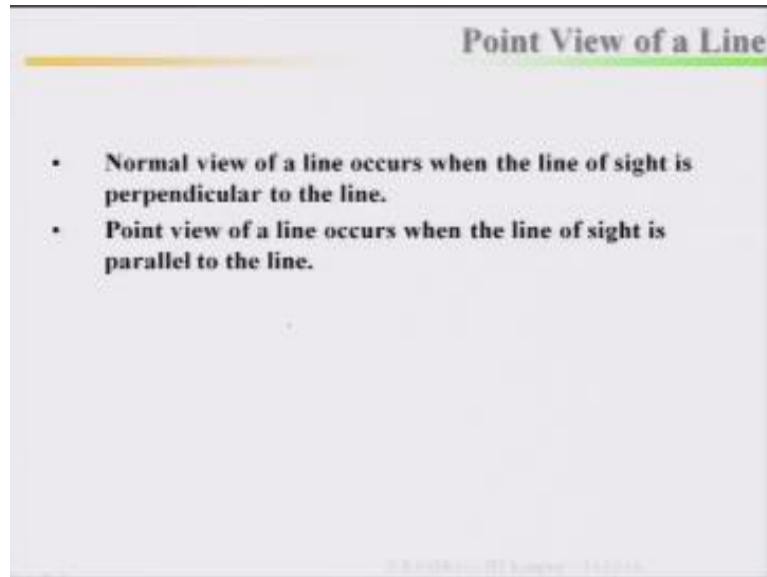 Point View of a Line
• Normal view of a line occurs when the line of sight is
perpendicular to the line.
• Point view of a line occurs when the line of sight is
parallel to the line.